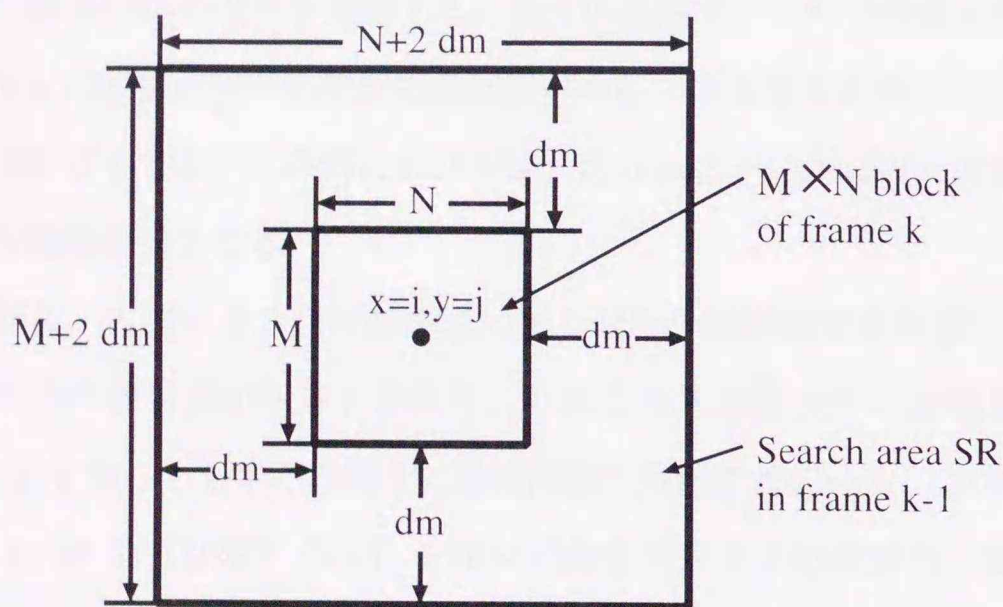 N+2 dm
dm
N
M ×N block
of frame k
x=i,y=j
M+2 dm
M
dm
dm
Search area SR
in frame k-1
dm